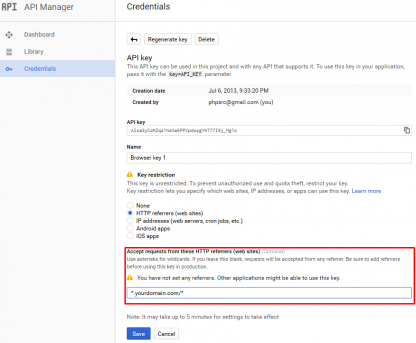 API API Manager
Dashboard
Library
Credentials
Credentials
Regenerate key Delete
API key
This API key can be used in this project and with any API that supports it. To use this key in your application,
pass it with the key=API_KEY parameter.
Creation date Jul 6, 2013, 9:33:20 PM
Created by phpsrc@gmail.com (you)
API key
Name
Browser key 1
Key restriction
This key is unrestricted. To prevent unauthorized use and quota theft, restrict your key.
Key restriction lets you specify which web sites, IP addresses, or apps can use this key. Learn more
None
HTTP referrers (web sites)
IP addresses (web servers, cron jobs, etc.)
Android apps
iOS apps
Accept requests from these HTTP referrers (web sites) (Optional)
Use asterisks for wildcards. If you leave this blank, requests will be accepted from any referrer. Be sure to add referrers
before using this key in production.
You have not set any referrers. Other applications might be able to use this key.
*.yourdomain.com/*
Note: It may take up to 5 minutes for settings to take effect
Save Cancel